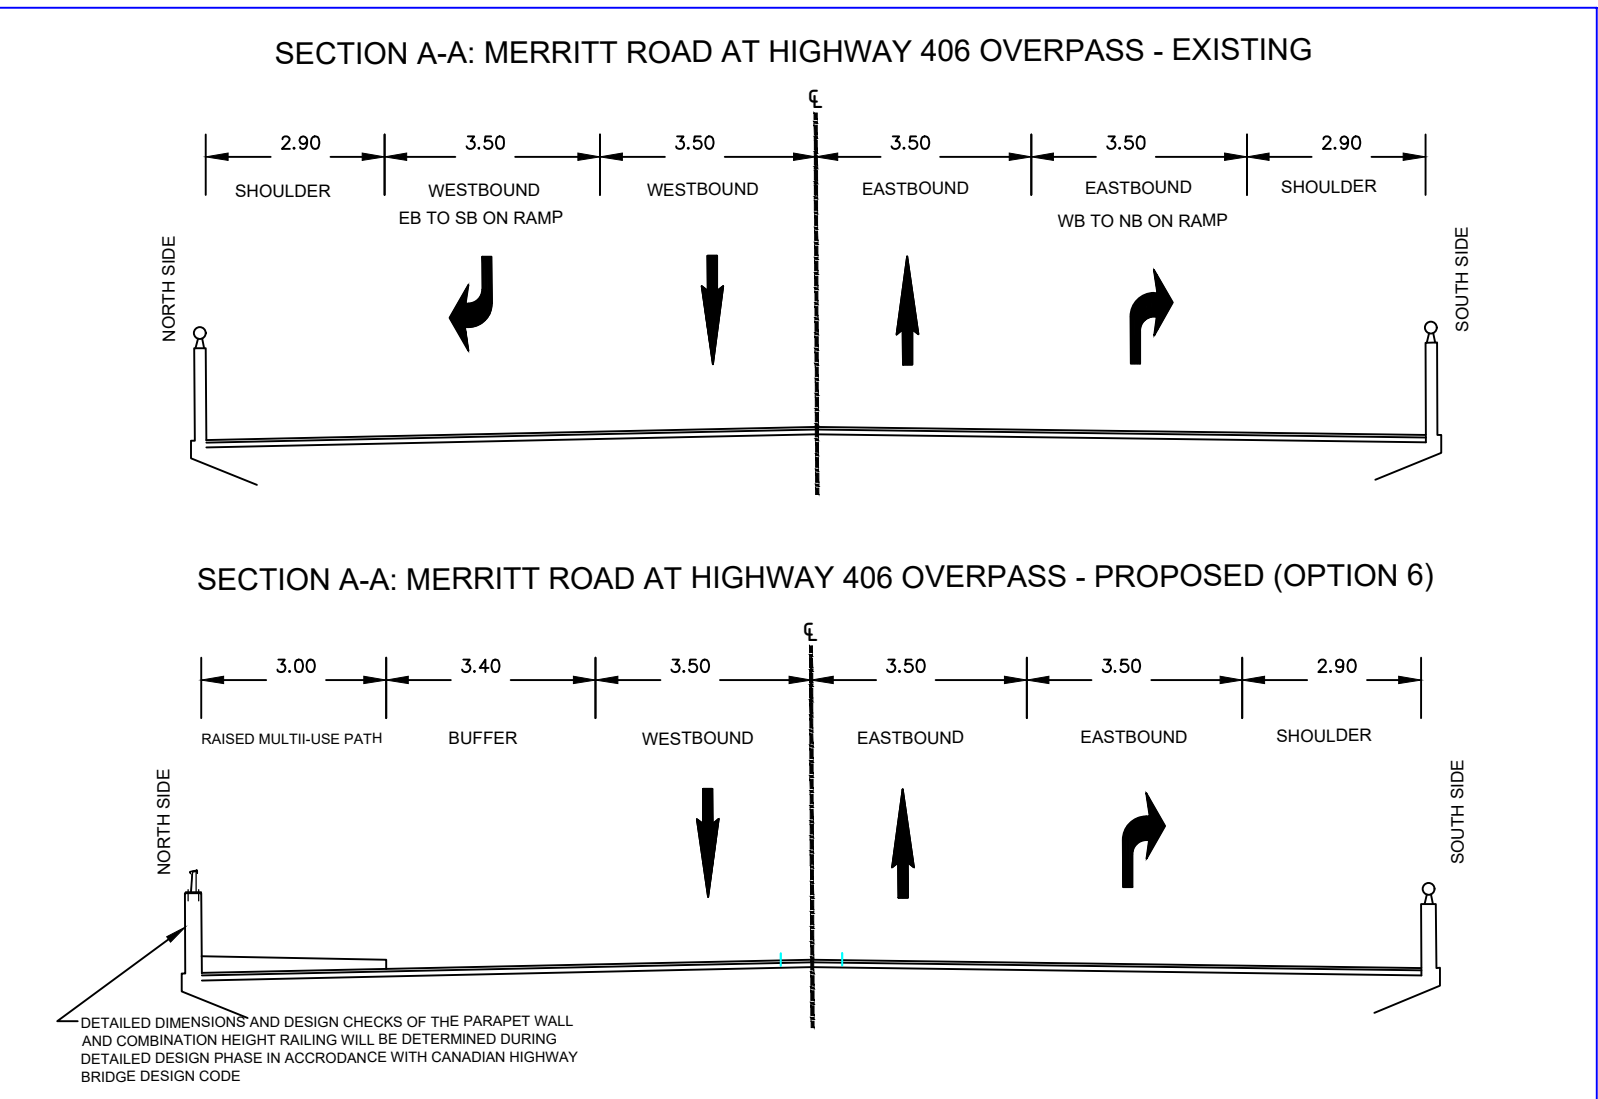 SECTION A-A: MERRITT ROAD AT HIGHWAY 406 OVERPASS - EXISTING
℄
2.90 3.50 3.50 3.50 3.50 2.90
SHOULDER WESTBOUND WESTBOUND EASTBOUND EASTBOUND SHOULDER
EB TO SB ON RAMP WB TO NB ON RAMP
NORTH SIDE
SOUTH SIDE
SECTION A-A: MERRITT ROAD AT HIGHWAY 406 OVERPASS - PROPOSED (OPTION 6)
℄
3.00 3.40 3.50 3.50 3.50 2.90
RAISED MULTII-USE PATH BUFFER WESTBOUND EASTBOUND EASTBOUND SHOULDER
NORTH SIDE
SOUTH SIDE
DETAILED DIMENSIONS AND DESIGN CHECKS OF THE PARAPET WALL
AND COMBINATION HEIGHT RAILING WILL BE DETERMINED DURING
DETAILED DESIGN PHASE IN ACCRODANCE WITH CANADIAN HIGHWAY
BRIDGE DESIGN CODE